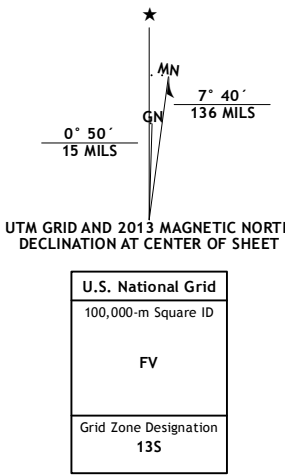 ★
MN
7° 40´
136 MILS
GN
0° 50´
15 MILS
UTM GRID AND 2013 MAGNETIC NORTH
DECLINATION AT CENTER OF SHEET
U.S. National Grid
100,000-m Square ID
FV
Grid Zone Designation
13S